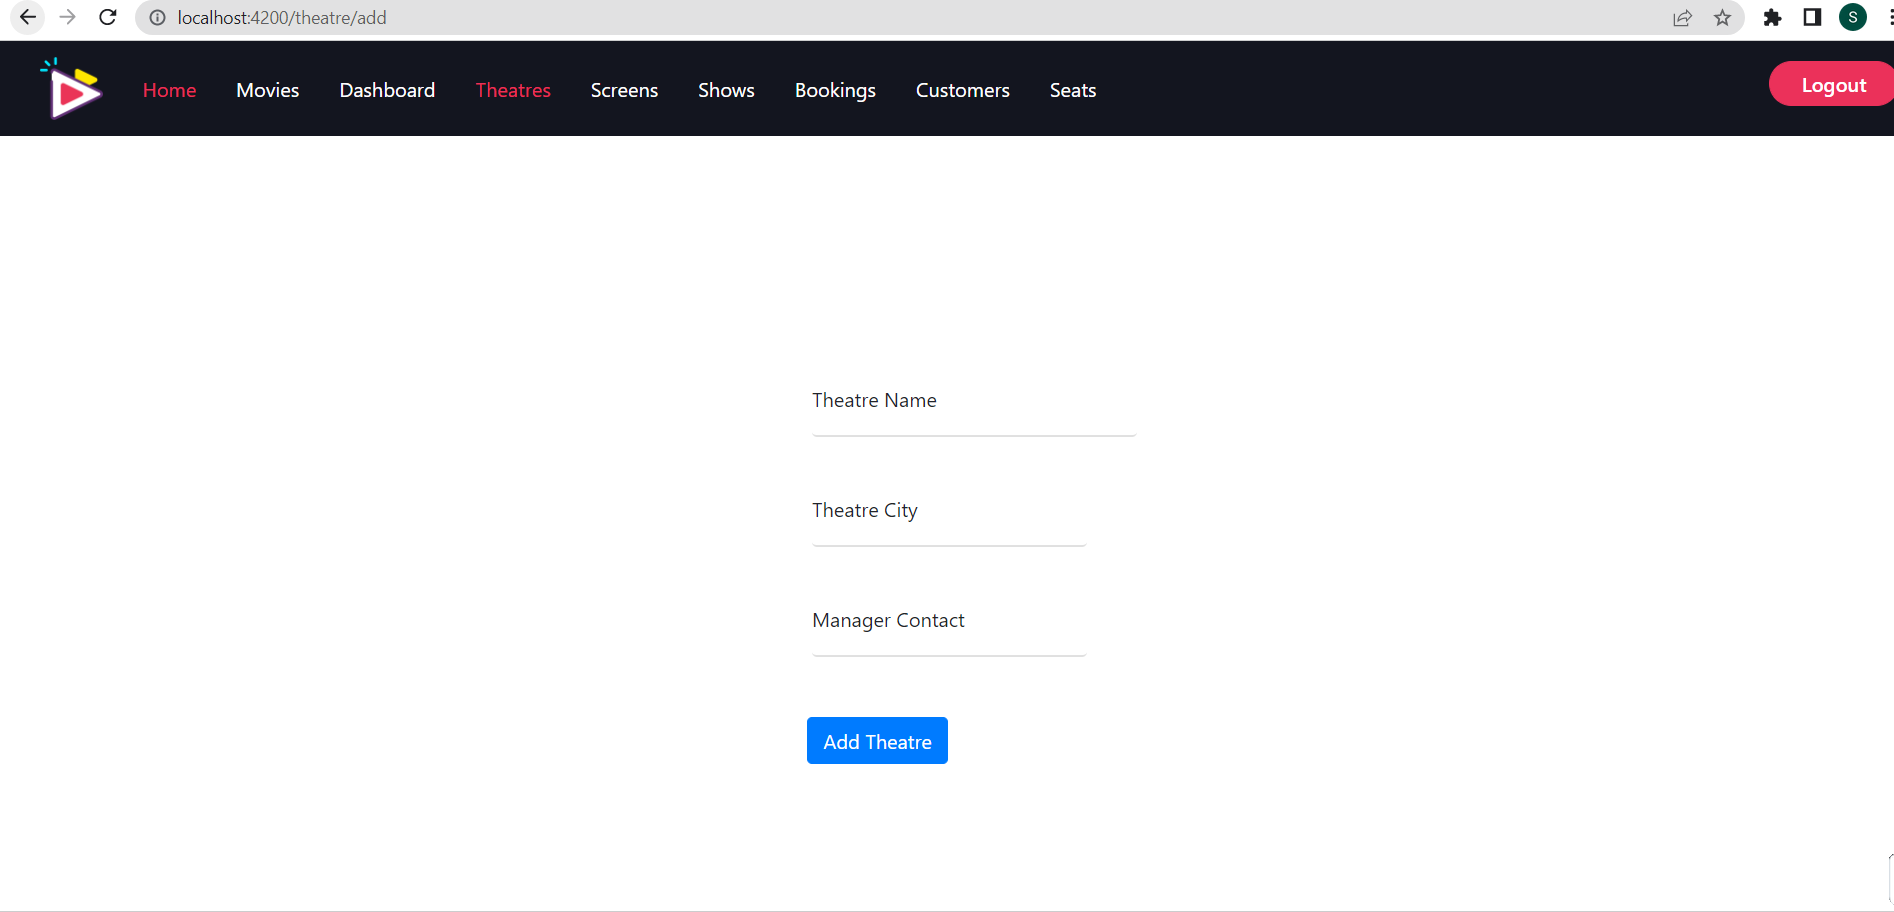 localhost:4200/theatre/add
S
Home Movies Dashboard Theatres Screens Shows Bookings Customers Seats Logout
Theatre Name
Theatre City
Manager Contact
Add Theatre